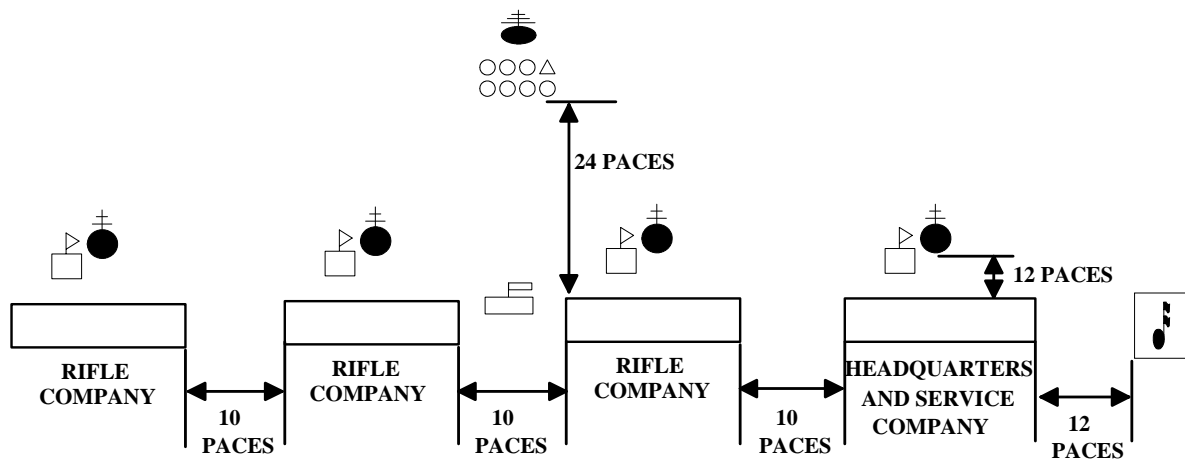 24 PACES
12 PACES
RIFLE
COMPANY
10
PACES
RIFLE
COMPANY
10
PACES
RIFLE
COMPANY
10
PACES
HEADQUARTERS
AND SERVICE
COMPANY
12
PACES